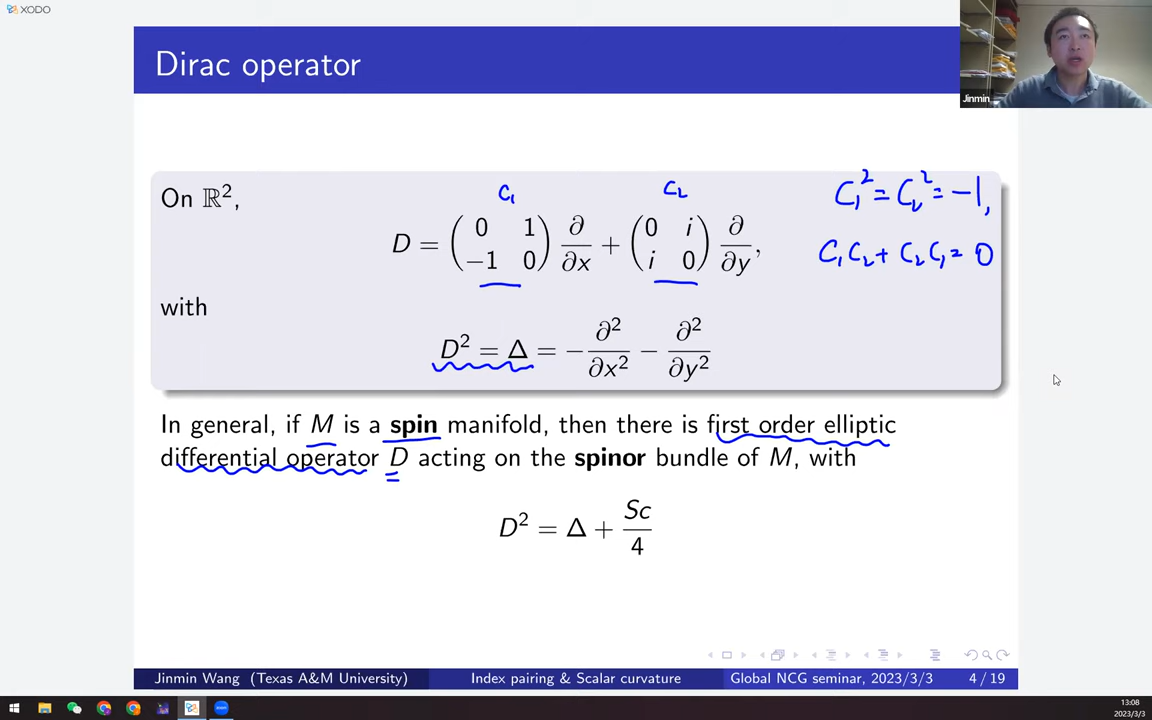 XODO
Dirac operator
Jinmin
On ℝ²,
C₁
C₂
C₁² = C₂² = -1,
D = ( 0 1 ; −1 0 ) ∂/∂x + ( 0 i ; i 0 ) ∂/∂y,
C₁C₂ + C₂C₁ = 0
with
D² = Δ = − ∂²/∂x² − ∂²/∂y²
In general, if M is a spin manifold, then there is first order elliptic
differential operator D acting on the spinor bundle of M, with
D² = Δ + Sc/4
Jinmin Wang (Texas A&M University) Index pairing & Scalar curvature Global NCG seminar, 2023/3/3 4 / 19
13:08
2023/3/3